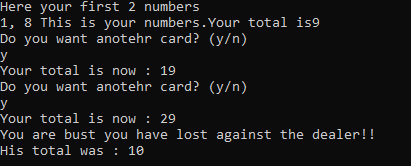 Here your first 2 numbers
1, 8 This is your numbers.Your total is9
Do you want anotehr card? (y/n)
y
Your total is now : 19
Do you want anotehr card? (y/n)
y
Your total is now : 29
You are bust you have lost against the dealer!!
His total was : 10